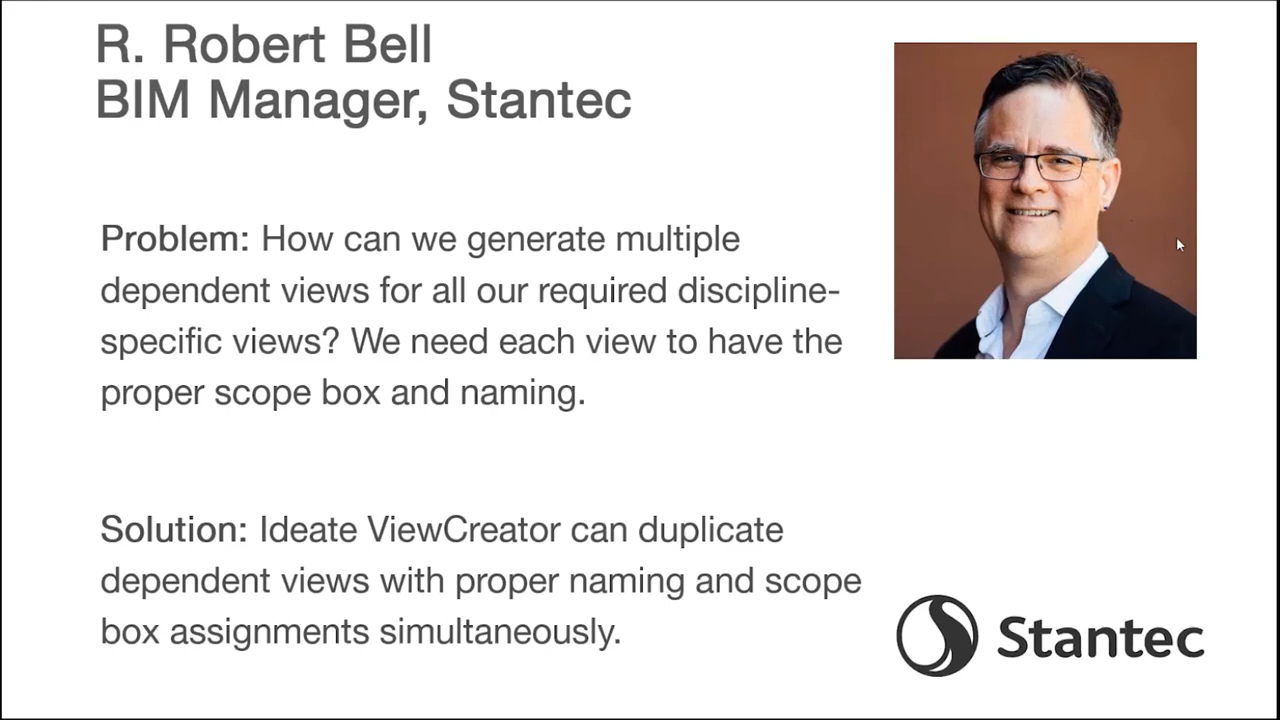 R. Robert Bell
BIM Manager, Stantec
Problem: How can we generate multiple
dependent views for all our required discipline-
specific views? We need each view to have the
proper scope box and naming.
Solution: Ideate ViewCreator can duplicate
dependent views with proper naming and scope
box assignments simultaneously.
Stantec